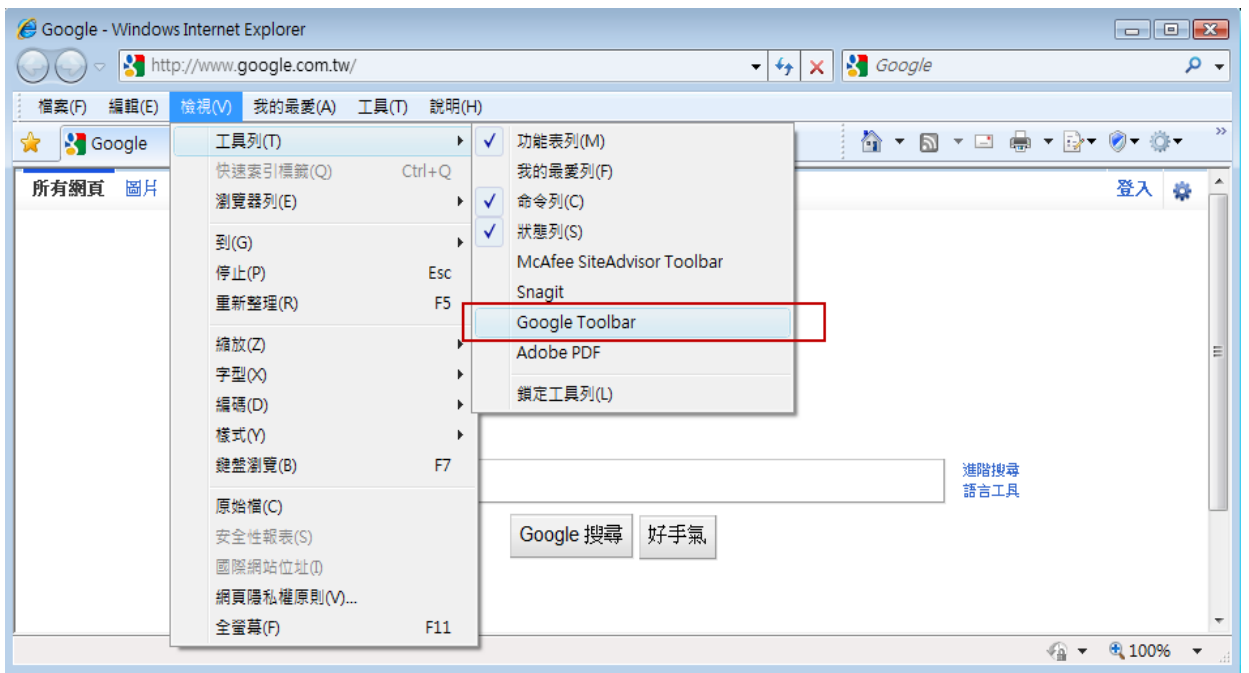 Google - Windows Internet Explorer
http://www.google.com.tw/
Google
檔案(F) 編輯(E) 檢視(V) 我的最愛(A) 工具(T) 說明(H)
Google
所有網頁 圖片
登入
工具列(T)
快速索引標籤(Q) Ctrl+Q
瀏覽器列(E)
到(G)
停止(P) Esc
重新整理(R) F5
縮放(Z)
字型(X)
編碼(D)
樣式(Y)
鍵盤瀏覽(B) F7
原始檔(C)
安全性報表(S)
國際網站位址(I)
網頁隱私權原則(V)...
全螢幕(F) F11
功能表列(M)
我的最愛列(F)
命令列(C)
狀態列(S)
McAfee SiteAdvisor Toolbar
Snagit
Google Toolbar
Adobe PDF
鎖定工具列(L)
進階搜尋
語言工具
Google 搜尋 好手氣
100%